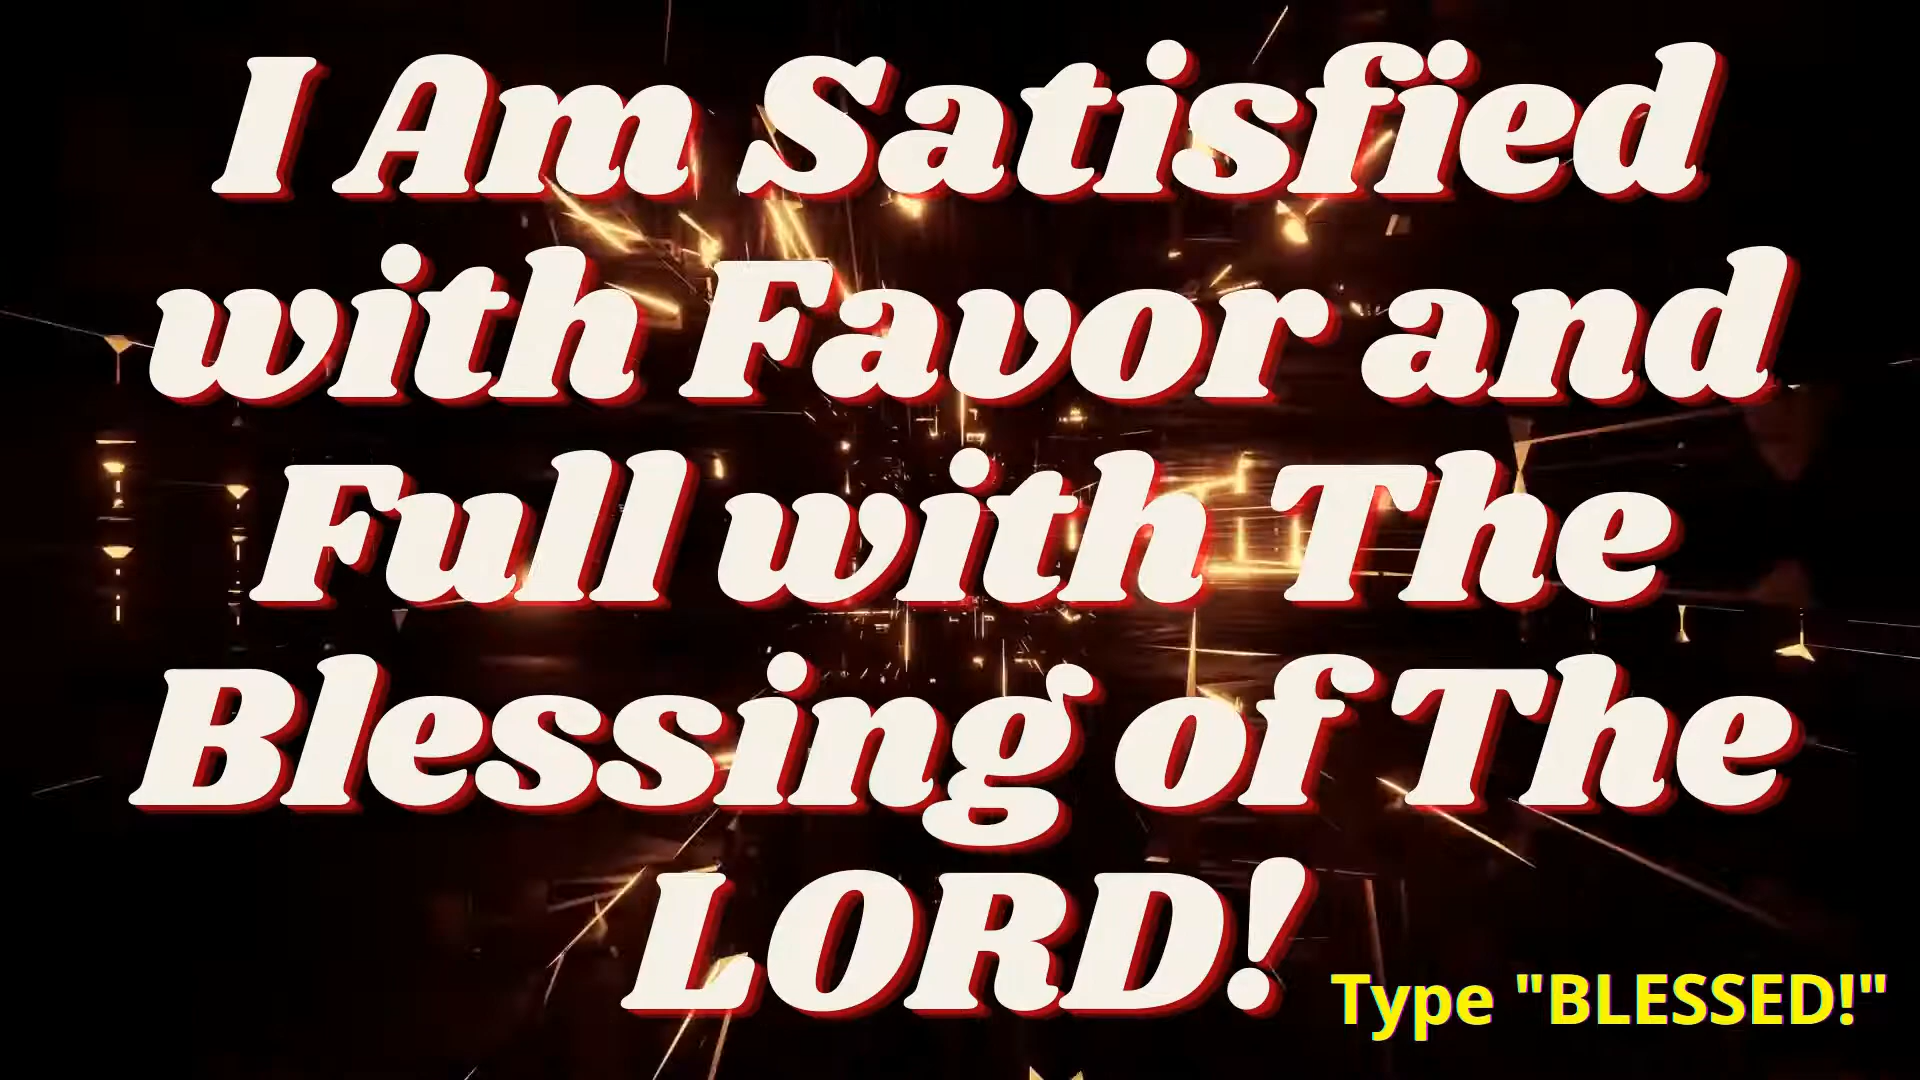 I Am Satisfied
with Favor and
Full with The
Blessing of The
LORD!
Type "BLESSED!"